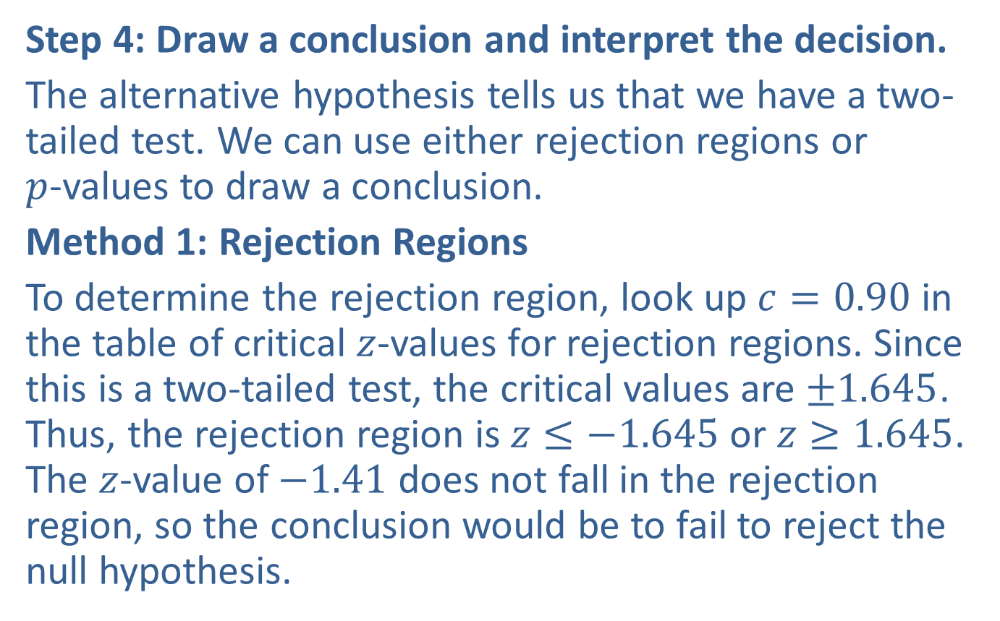 Step 4: Draw a conclusion and interpret the decision.
The alternative hypothesis tells us that we have a two-
tailed test. We can use either rejection regions or
p-values to draw a conclusion.
Method 1: Rejection Regions
To determine the rejection region, look up c = 0.90 in
the table of critical z-values for rejection regions. Since
this is a two-tailed test, the critical values are ±1.645.
Thus, the rejection region is z ≤ −1.645 or z ≥ 1.645.
The z-value of −1.41 does not fall in the rejection
region, so the conclusion would be to fail to reject the
null hypothesis.